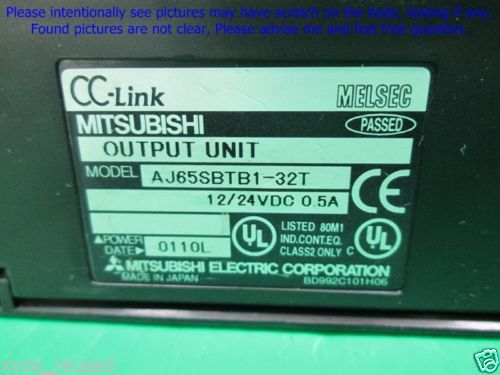 Please intentionally see pictures may have scratch on the body, testing if any.
Found pictures are not clear, Please advise me and feel free question.
CC-Link MELSEC
MITSUBISHI PASSED
OUTPUT UNIT
MODEL AJ65SBTB1-32T
12/24VDC 0.5A CE
▲POWER
DATE▶ 0110L
UL LISTED 80M1
IND.CONT.EQ.
CLASS2 ONLY C UL
MITSUBISHI ELECTRIC CORPORATION
MADE IN JAPAN BD992C101H06
xyzs_reused